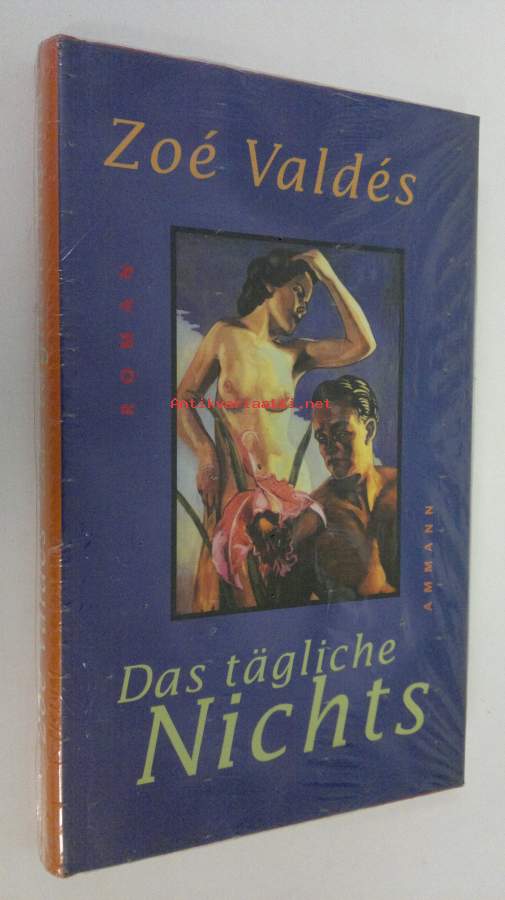 Zoé Valdés
ROMAN
Antikvariaatti.net
AMMANN
Das tägliche
Nichts